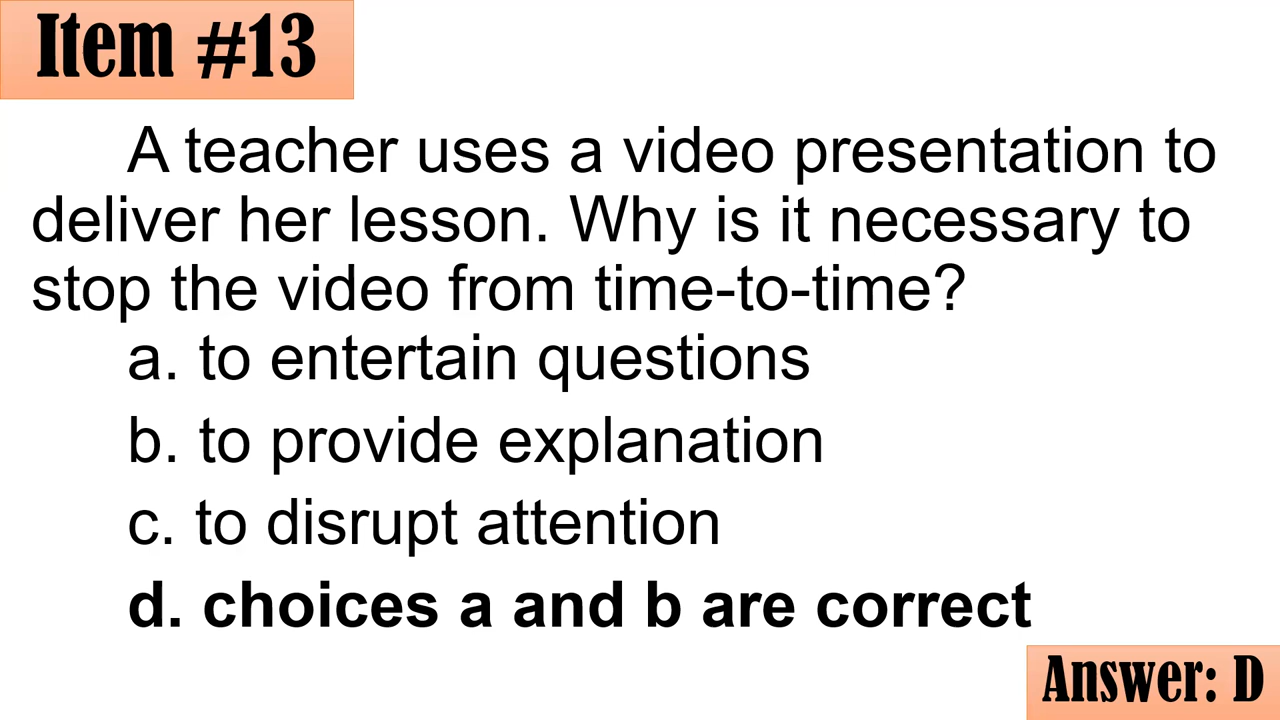 Item #13
A teacher uses a video presentation to
deliver her lesson. Why is it necessary to
stop the video from time-to-time?
a. to entertain questions
b. to provide explanation
c. to disrupt attention
d. choices a and b are correct
Answer: D